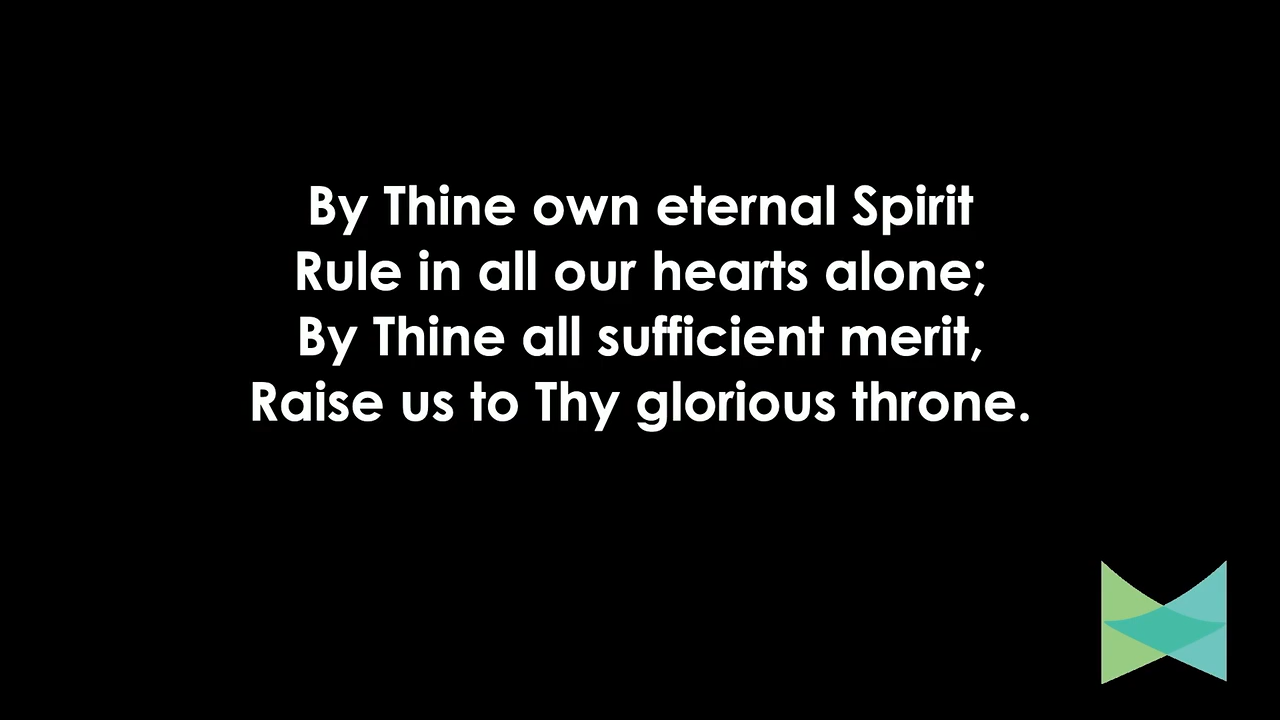 By Thine own eternal Spirit
Rule in all our hearts alone;
By Thine all sufficient merit,
Raise us to Thy glorious throne.